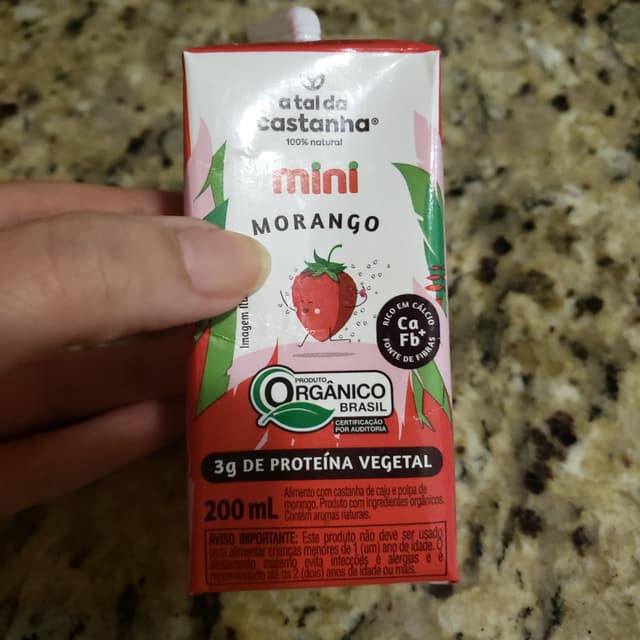 a tal da
castanha®
100% natural
mini
MORANGO
Imagem
RICO EM CÁLCIO
Ca
Fb+
FONTE DE FIBRAS
PRODUTO
ORGÂNICO
BRASIL
CERTIFICAÇÃO
POR AUDITORIA
3g DE PROTEÍNA VEGETAL
200 mL
Alimento com castanha de caju e polpa de
morango. Produto com ingredientes orgânicos.
Contém aromas naturais.
AVISO IMPORTANTE: Este produto não deve ser usado
para alimentar crianças menores de 1 (um) ano de idade. O
aleitamento materno evita infecções e alergias e é
recomendado até os 2 (dois) anos de idade ou mais.